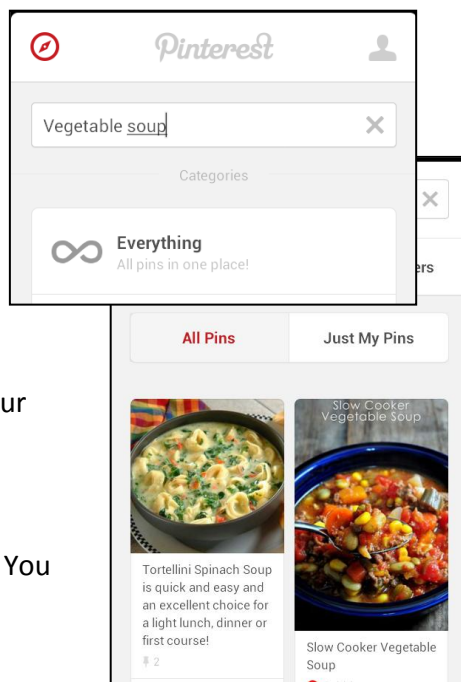 Pinterest
Vegetable soup
Categories
Everything
All pins in one place!
ers
All Pins
Just My Pins
ur
You
Slow Cooker
Vegetable Soup
Tortellini Spinach Soup
is quick and easy and
an excellent choice for
a light lunch, dinner or
first course!
2
Slow Cooker Vegetable
Soup